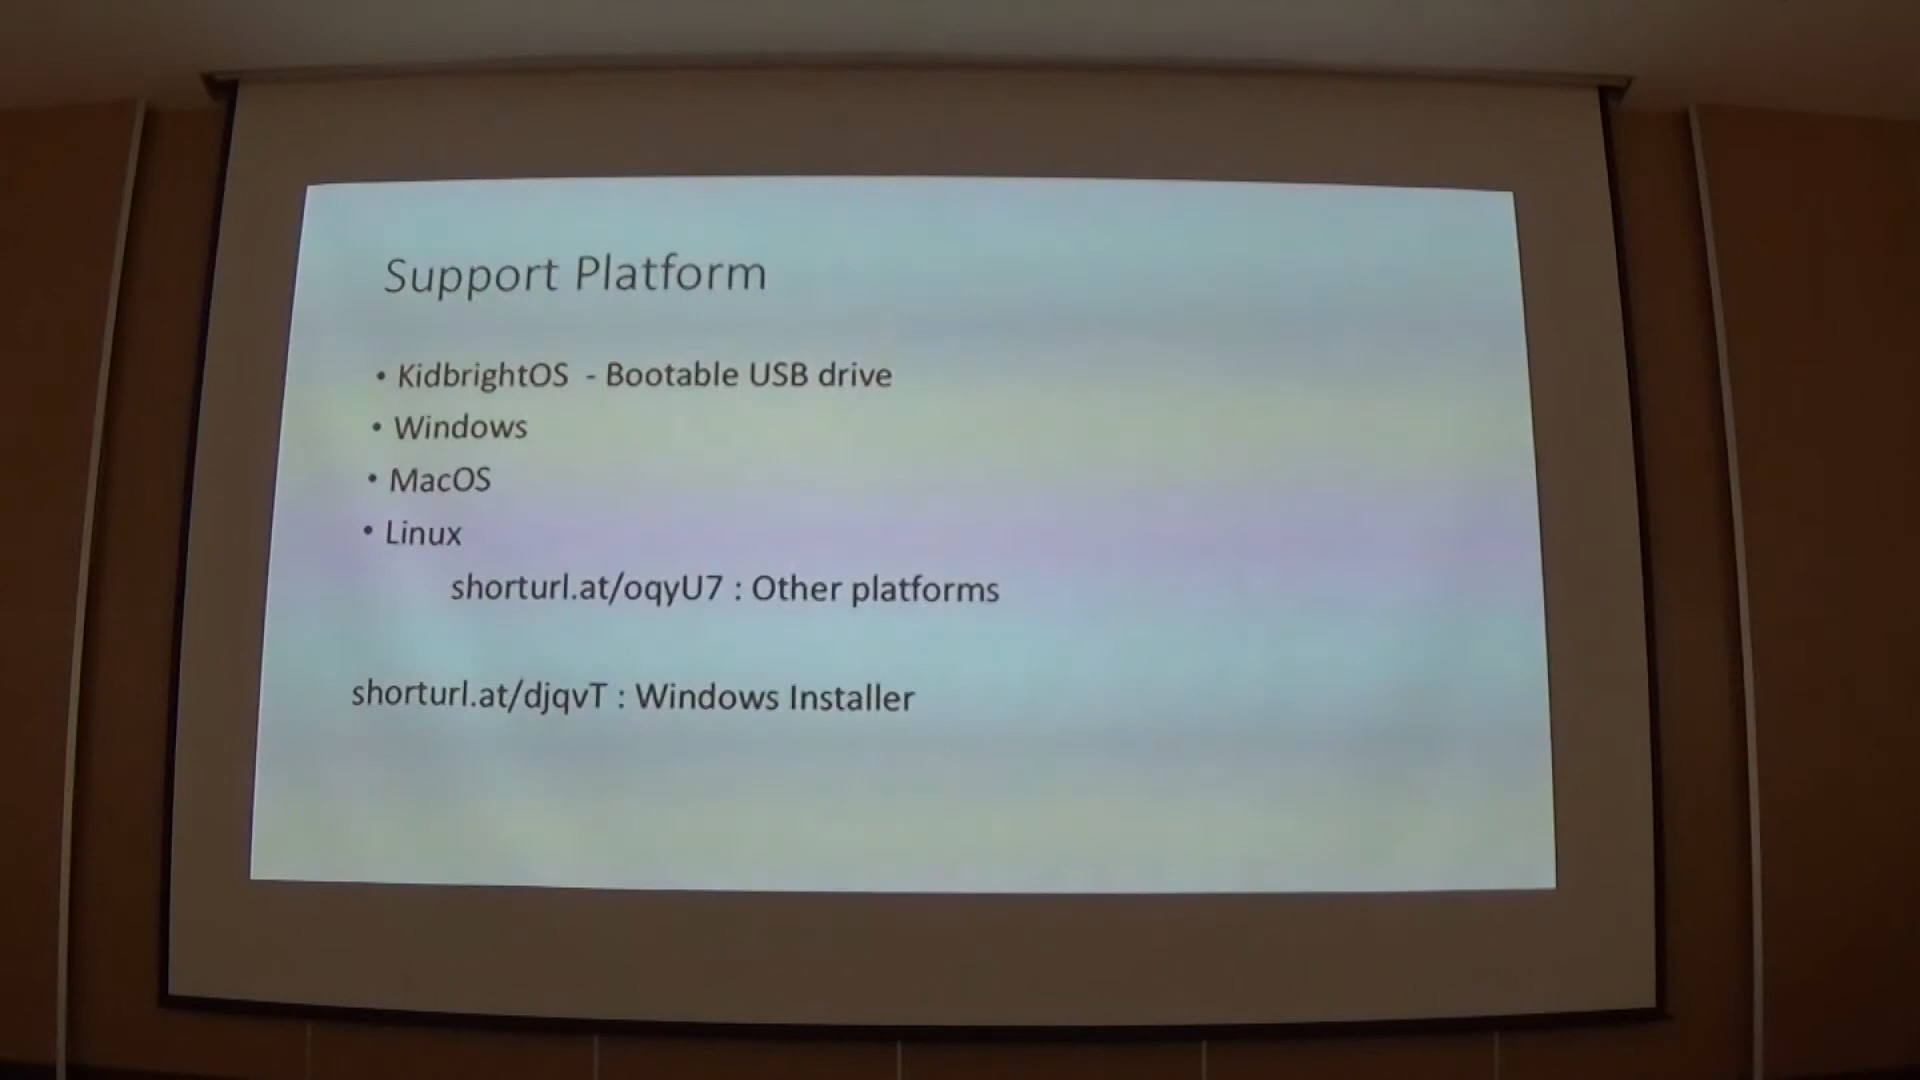 Support Platform
• KidbrightOS - Bootable USB drive
• Windows
• MacOS
• Linux
shorturl.at/oqyU7 : Other platforms
shorturl.at/djqvT : Windows Installer